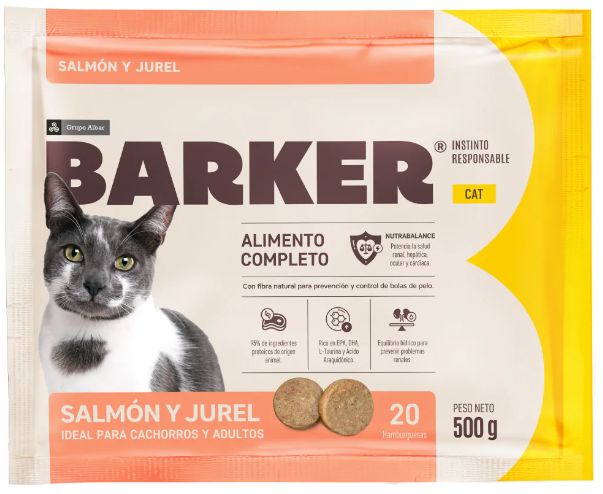 SALMÓN Y JUREL
Grupo Albar
BARKER®
INSTINTO
RESPONSABLE
CAT
ALIMENTO
COMPLETO
NUTRABALANCE
Potencia la salud
renal, hepática,
ocular y cardiaca.
Con fibra natural para prevención y control de bolas de pelo.
85% de ingredientes
proteicos de origen
animal.
Rico en EPA, DHA,
L-Taurina y Ácido
Araquidónico.
Equilibrio hídrico para
prevenir problemas
renales.
SALMÓN Y JUREL
IDEAL PARA CACHORROS Y ADULTOS
20
Hamburguesas
PESO NETO
500 g